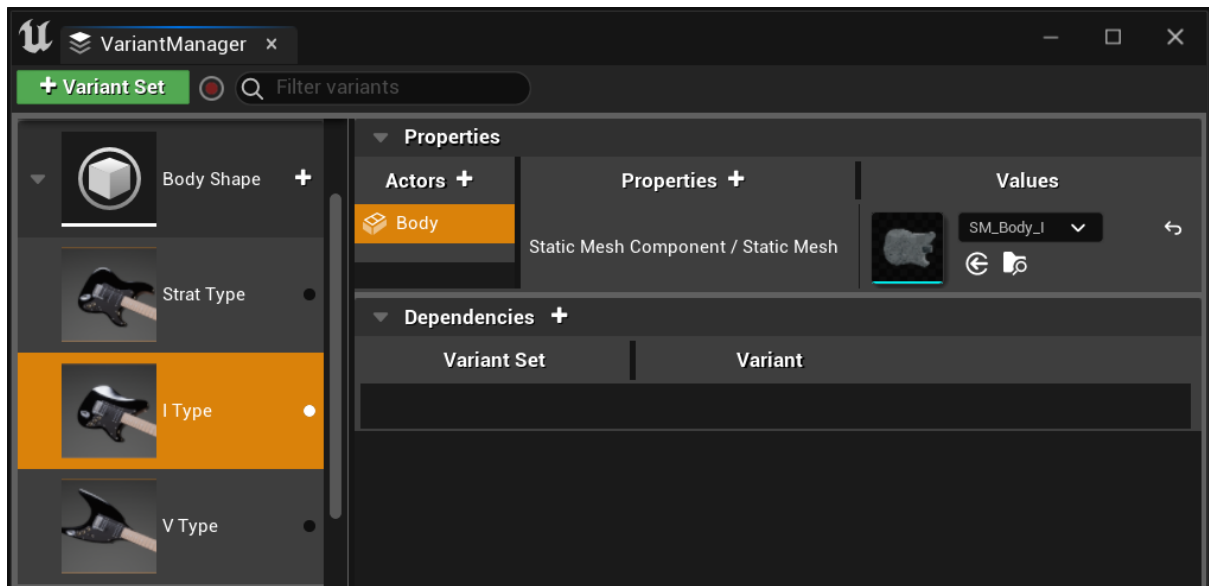 VariantManager
+ Variant Set
Filter variants
Body Shape
Strat Type
I Type
V Type
Properties
Actors Properties Values
Body
Static Mesh Component / Static Mesh
SM_Body_I
Dependencies
Variant Set Variant